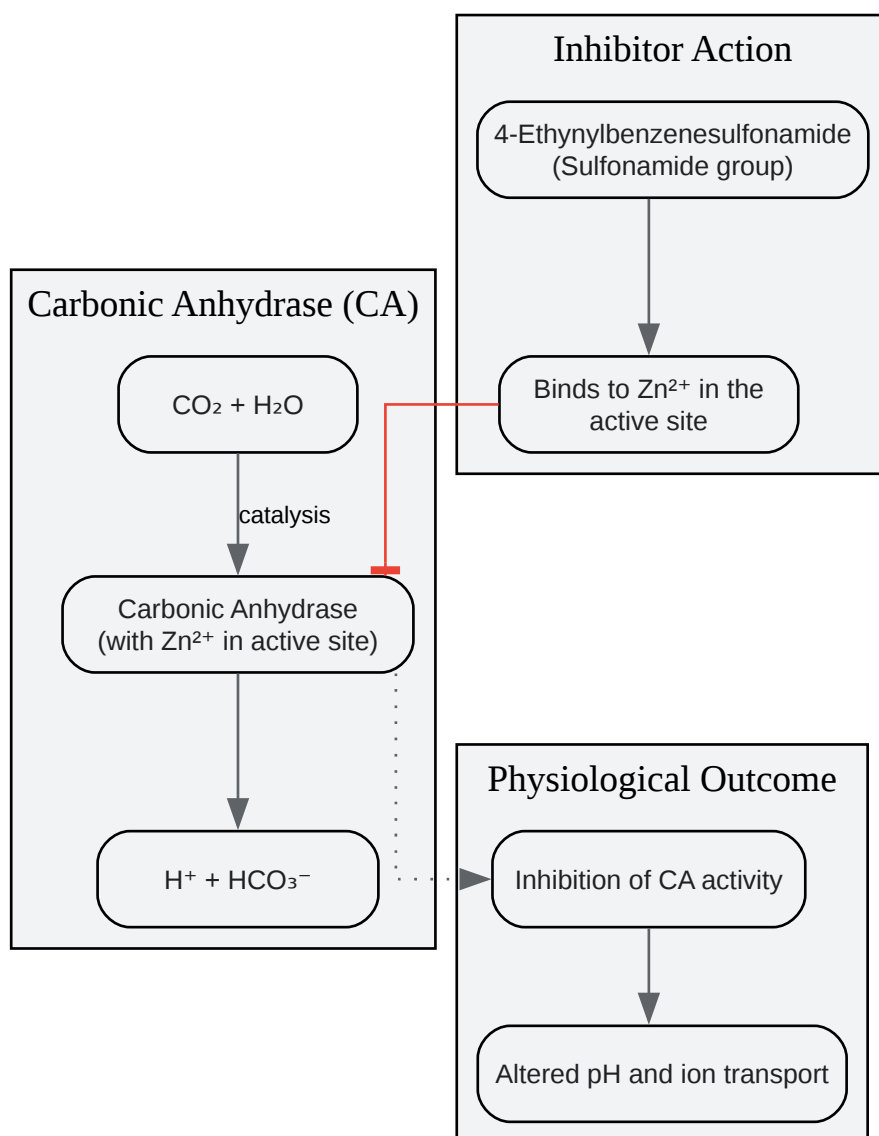 Inhibitor Action
4-Ethynylbenzenesulfonamide
(Sulfonamide group)
Binds to Zn²⁺ in the
active site
Carbonic Anhydrase (CA)
CO₂ + H₂O
catalysis
Carbonic Anhydrase
(with Zn²⁺ in active site)
H⁺ + HCO₃⁻
Physiological Outcome
Inhibition of CA activity
Altered pH and ion transport